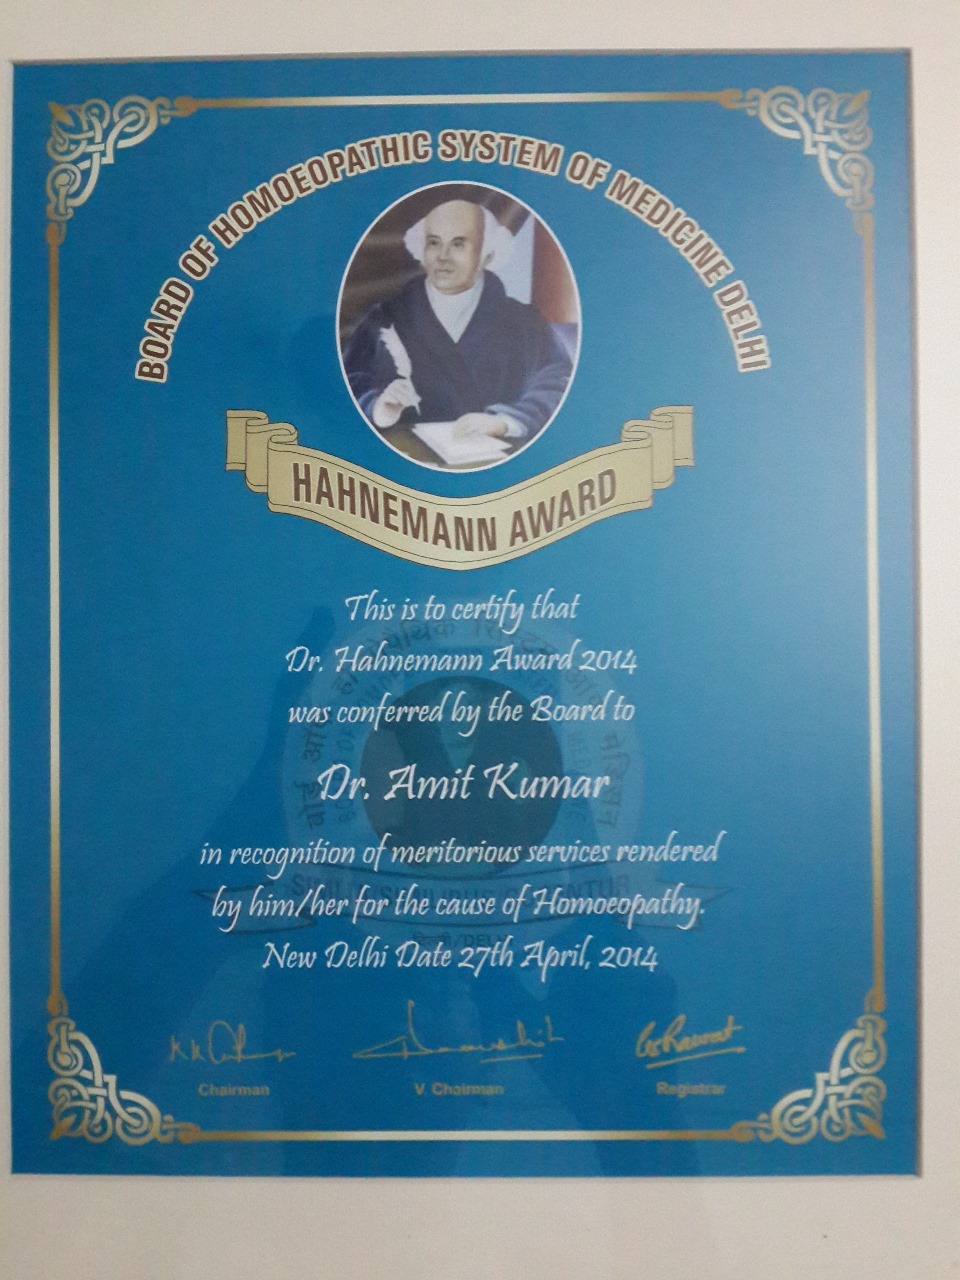 BOARD OF HOMOEOPATHIC SYSTEM OF MEDICINE DELHI
HAHNEMANN AWARD
This is to certify that
Dr. Hahnemann Award 2014
was conferred by the Board to
Dr. Amit Kumar
in recognition of meritorious services rendered
by him/her for the cause of Homoeopathy.
New Delhi Date 27th April, 2014
Chairman
V. Chairman
Registrar